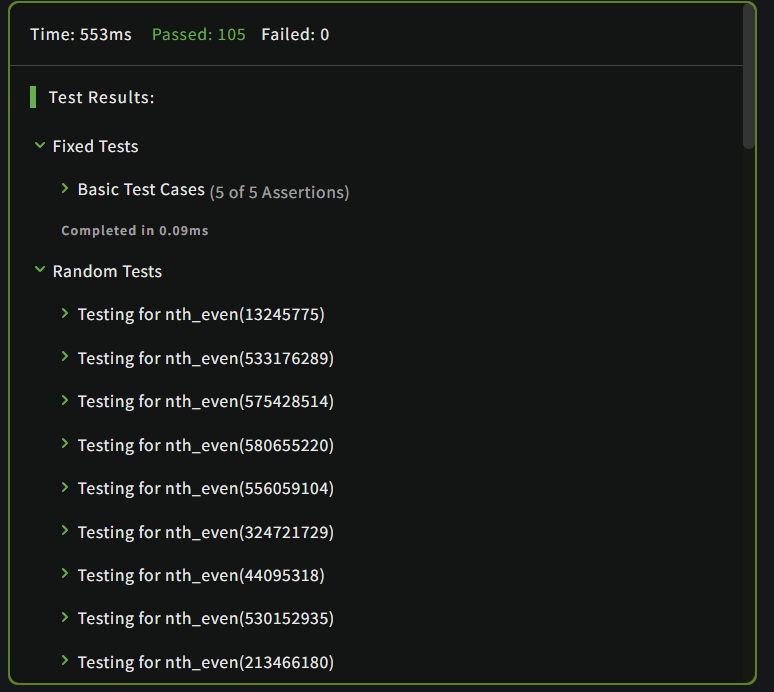 Time: 553ms Passed: 105 Failed: 0
Test Results:
Fixed Tests
Basic Test Cases (5 of 5 Assertions)
Completed in 0.09ms
Random Tests
Testing for nth_even(13245775)
Testing for nth_even(533176289)
Testing for nth_even(575428514)
Testing for nth_even(580655220)
Testing for nth_even(556059104)
Testing for nth_even(324721729)
Testing for nth_even(44095318)
Testing for nth_even(530152935)
Testing for nth_even(213466180)